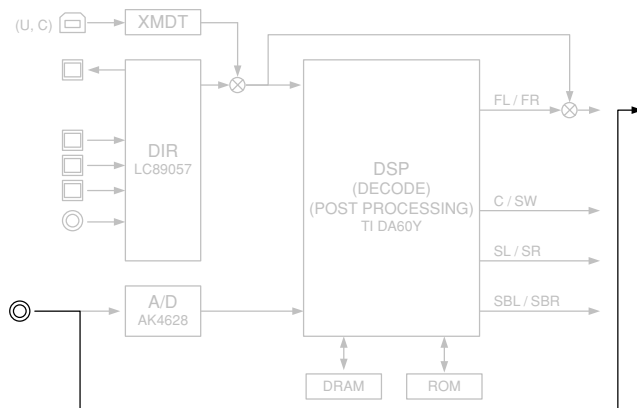 (U, C)
XMDT
DIR
LC89057
DSP
(DECODE)
(POST PROCESSING)
TI DA60Y
FL / FR
C / SW
SL / SR
SBL / SBR
A/D
AK4628
DRAM
ROM